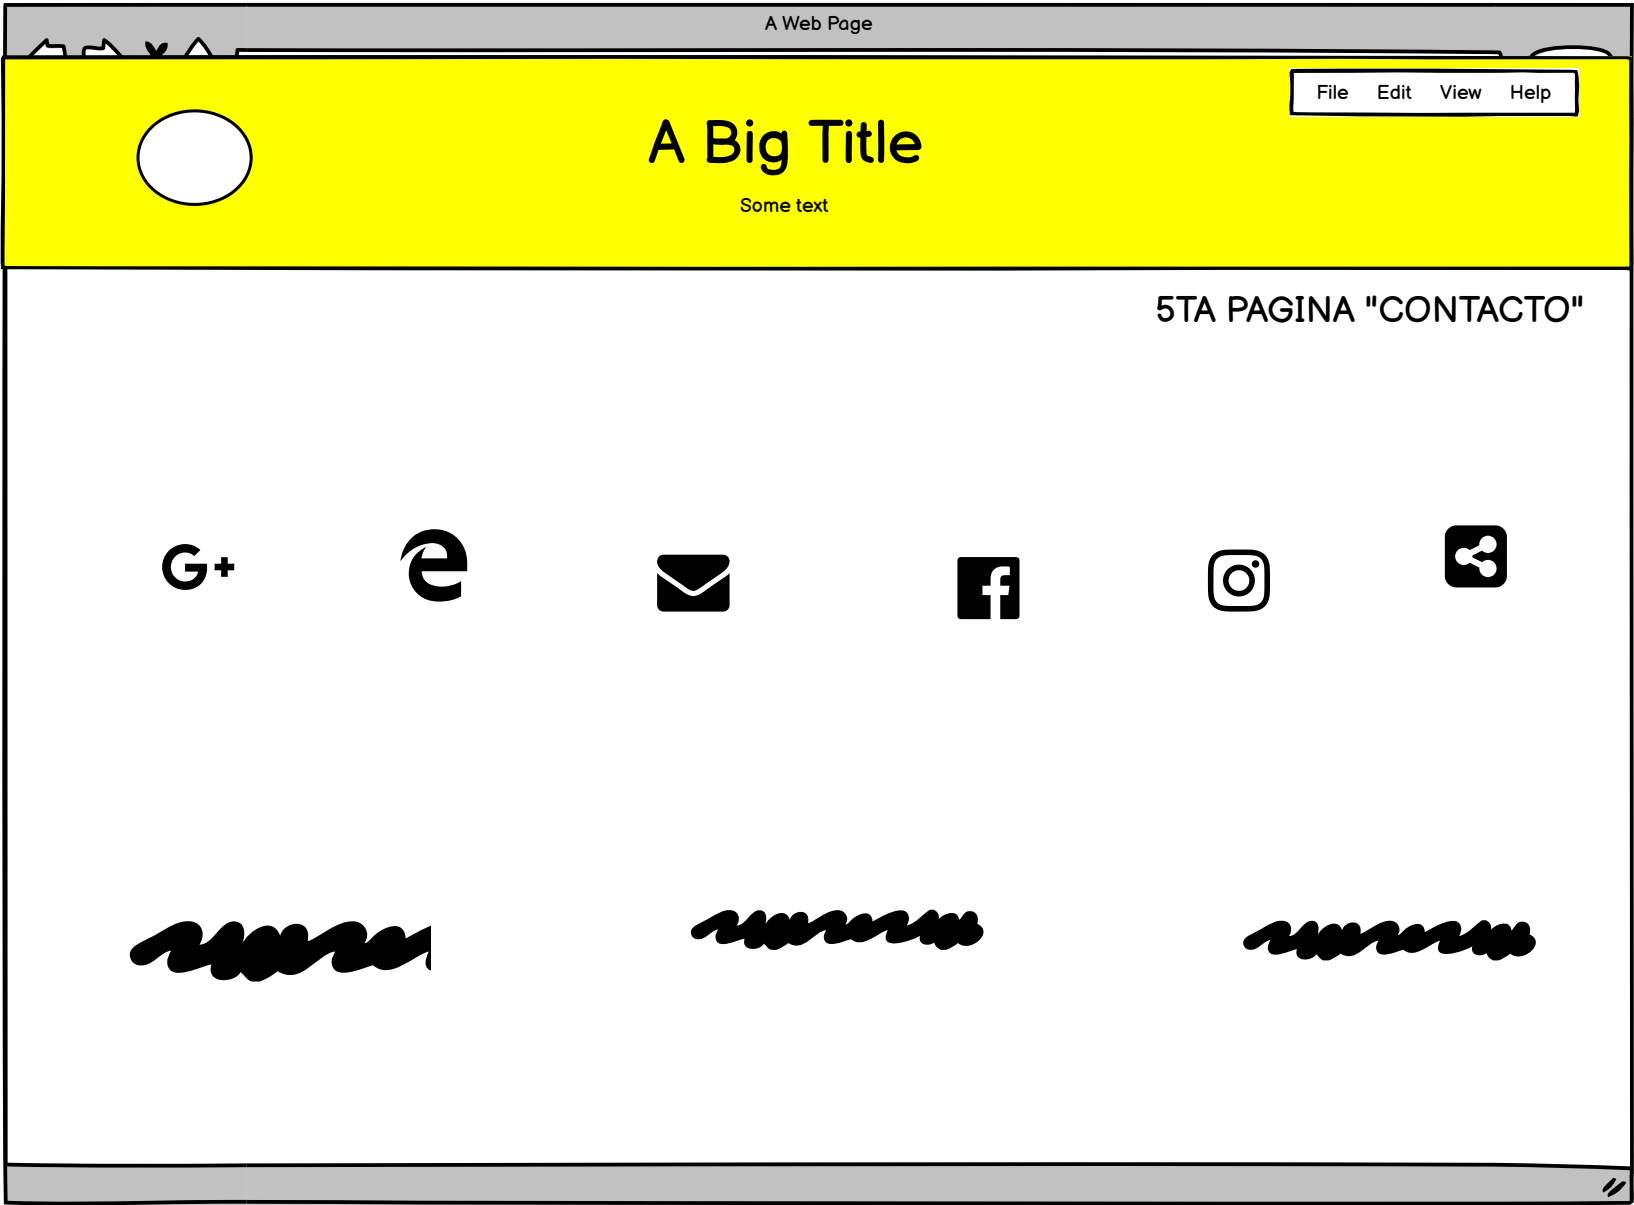 A Web Page
File Edit View Help
A Big Title
Some text
5TA PAGINA "CONTACTO"